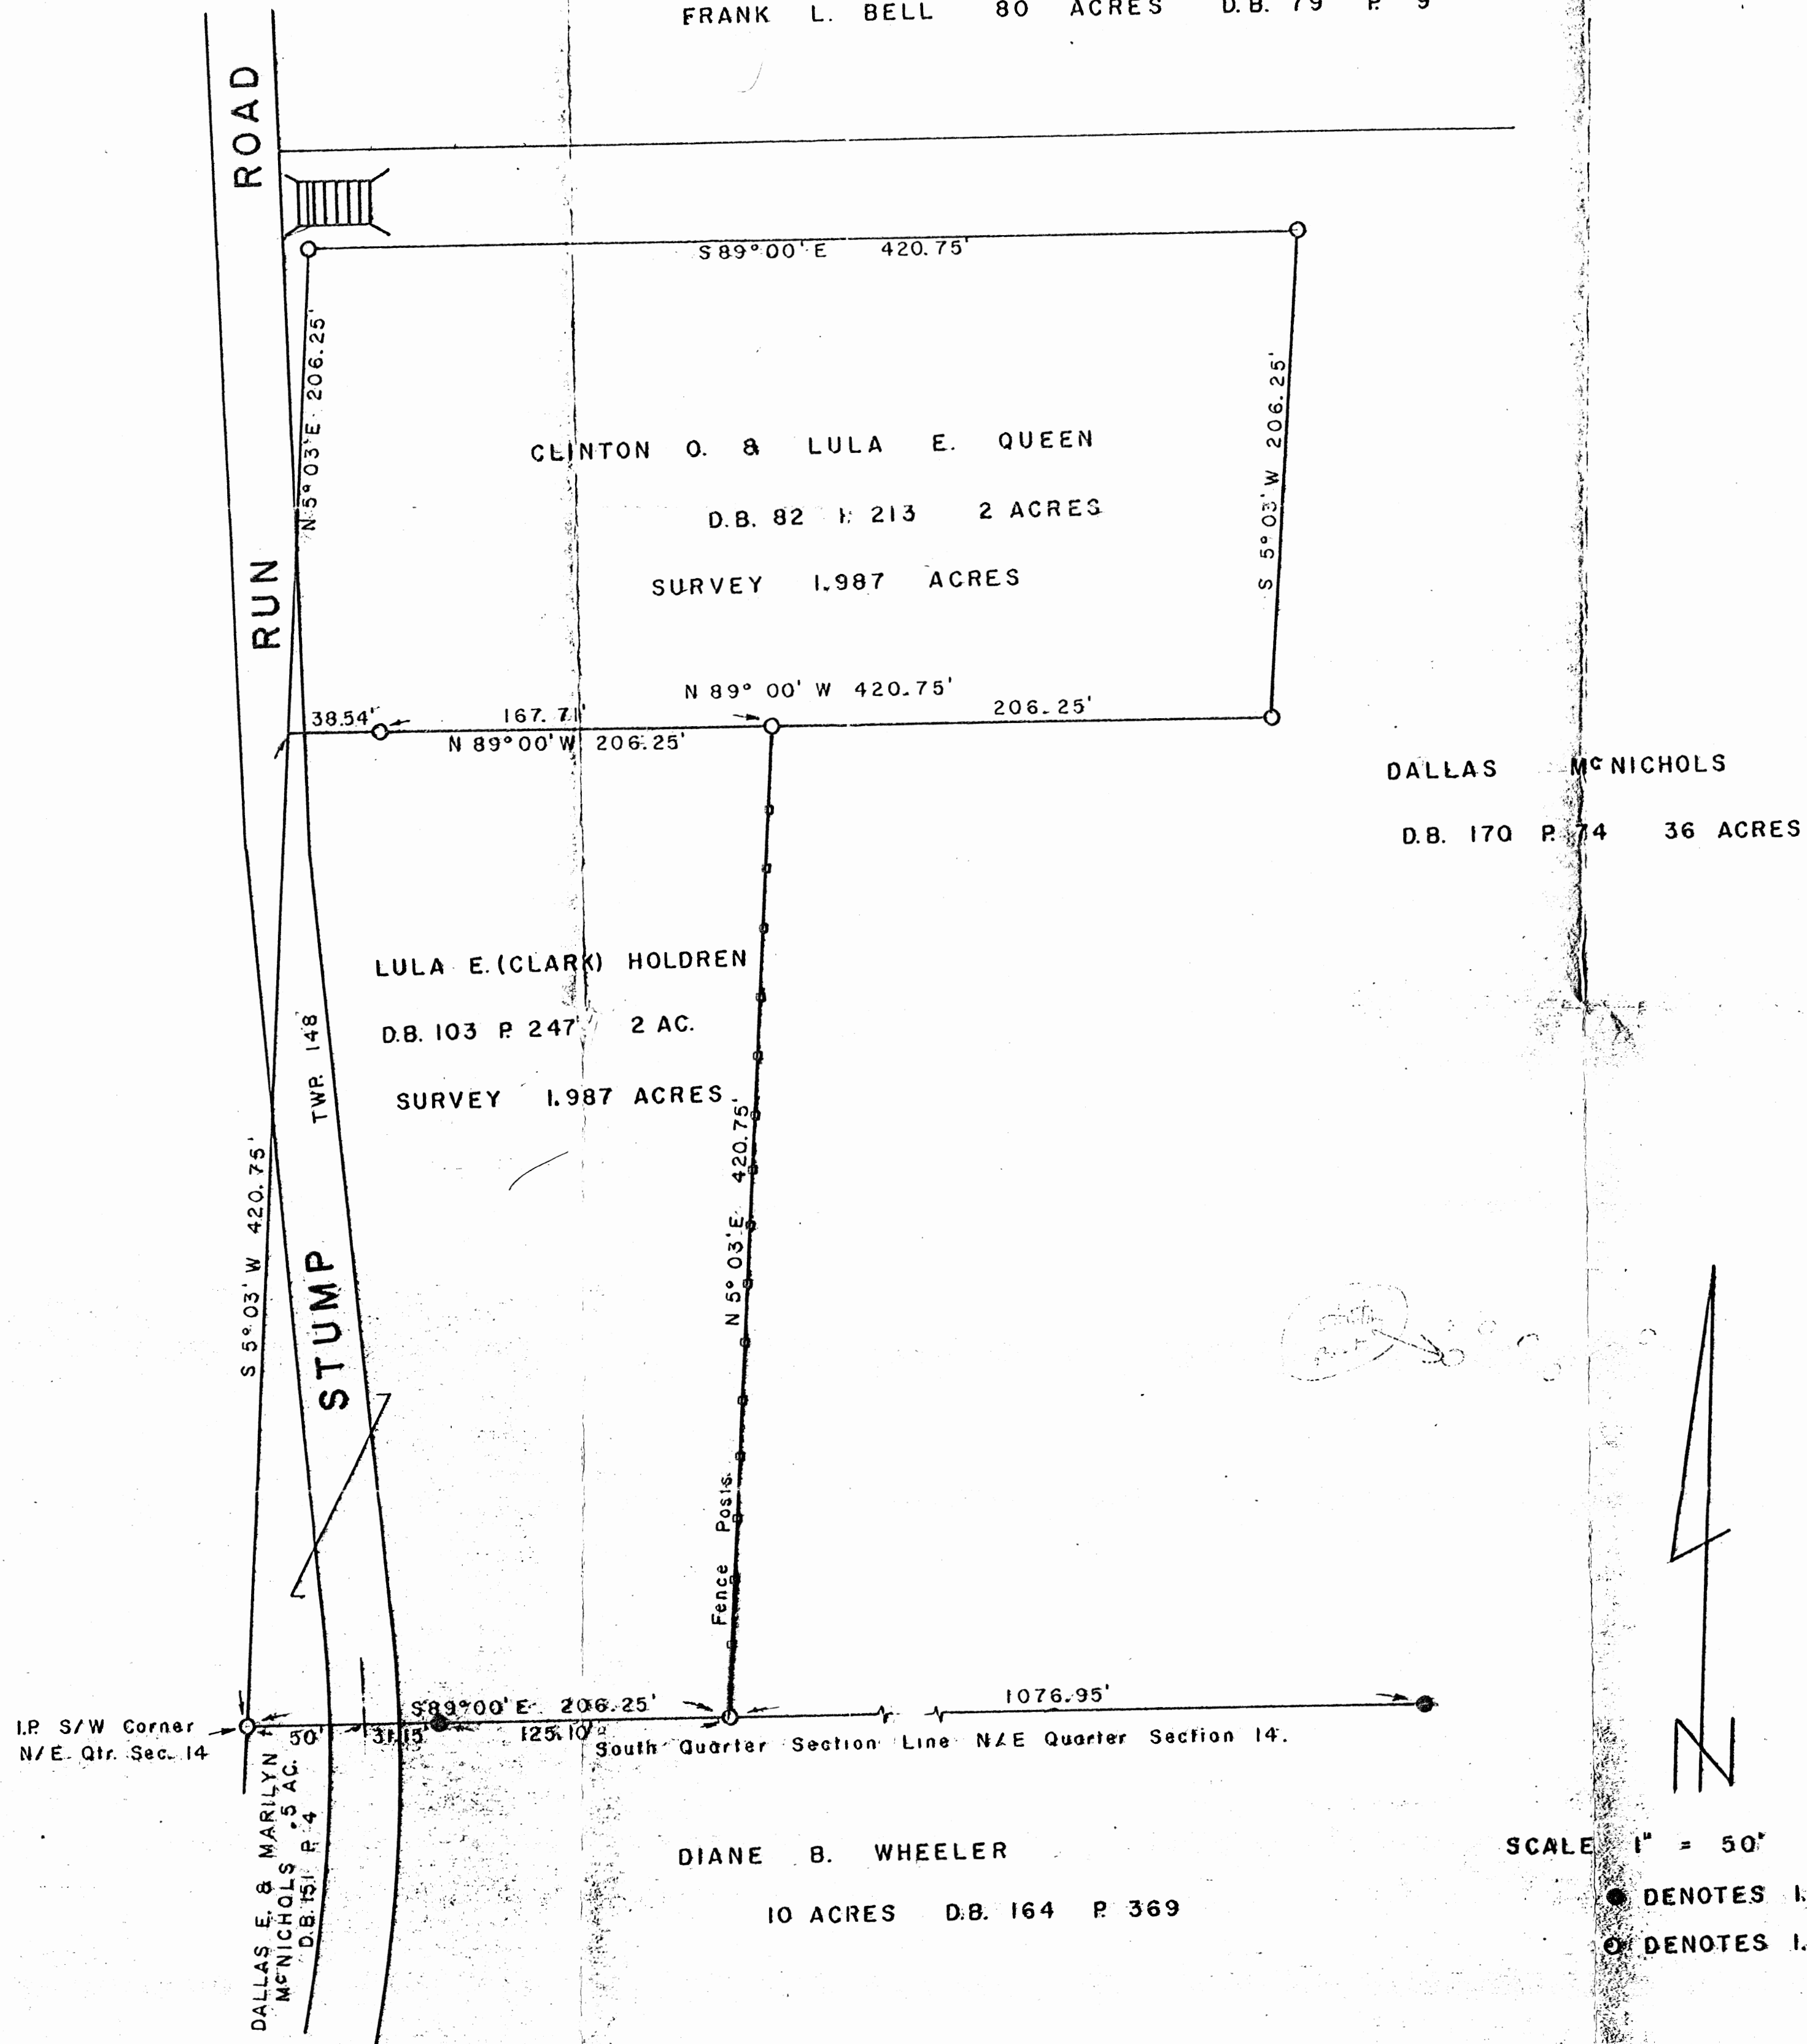 FRANK L. BELL 80 ACRES D.B. 79 P. 9
ROAD
S 89° 00' E 420.75'
N 5° 03' E 206.25'
S 5° 03' W 206.25'
CLINTON O. & LULA E. QUEEN
D.B. 82 P. 213 2 ACRES
SURVEY 1.987 ACRES
RUN
N 89° 00' W 420.75'
38.54' 167.71' 206.25'
N 89° 00' W 206.25'
DALLAS McNICHOLS
D.B. 170 P. 74 36 ACRES
LULA E. (CLARK) HOLDREN
D.B. 103 P. 247 2 AC.
SURVEY 1.987 ACRES
TWP. 148
S 5° 03' W 420.75'
N 5° 03' E 420.75'
STUMP
Fence Posts
S 89° 00' E 206.25'
1076.95'
I.P. S/W Corner
N/E Qtr. Sec. 14
50' 31.15' 125.10'
South Quarter Section Line N/E Quarter Section 14.
DALLAS E. & MARILYN
McNICHOLS .5 AC.
D.B. 151 P. 4
DIANE B. WHEELER
10 ACRES D.B. 164 P. 369
N
SCALE 1" = 50'
DENOTES I.
DENOTES I.